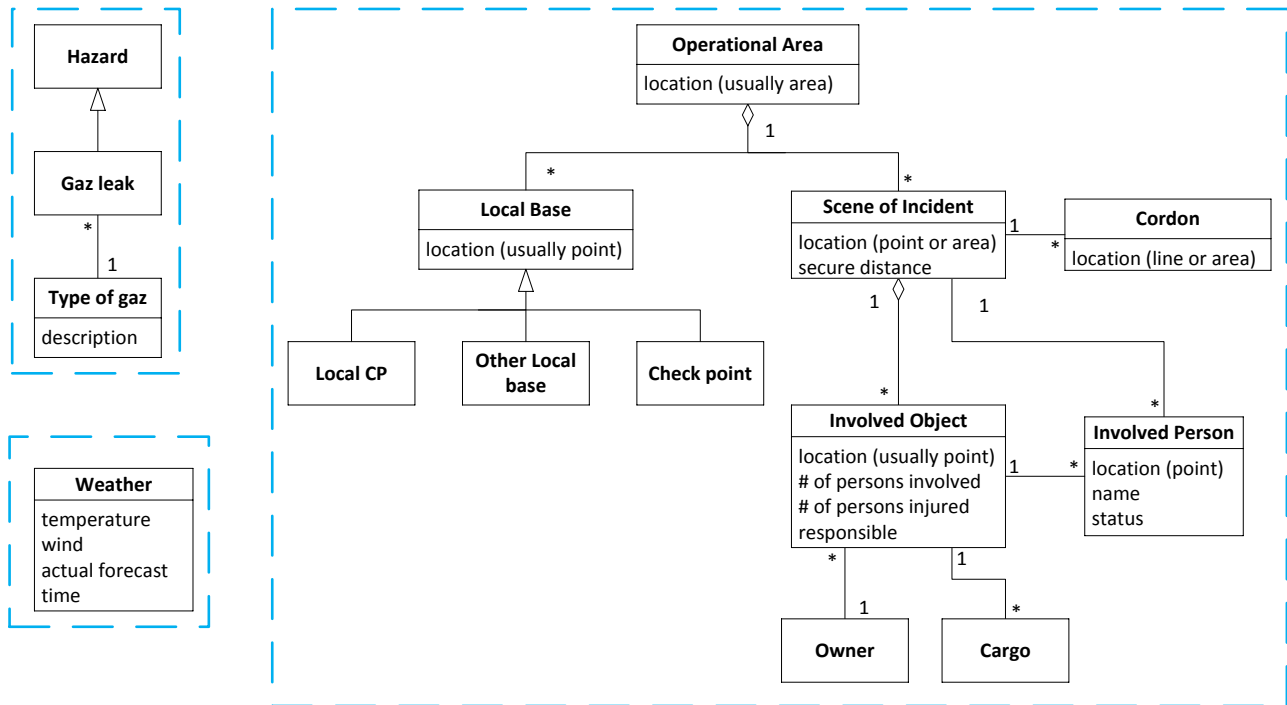 Hazard
Gaz leak
*
1
Type of gaz
description
Weather
temperature
wind
actual forecast
time
Operational Area
location (usually area)
1
*
*
Local Base
location (usually point)
Local CP
Other Local
base
Check point
Scene of Incident
location (point or area)
secure distance
1
*
Cordon
location (line or area)
1
1
*
*
Involved Object
location (usually point)
# of persons involved
# of persons injured
responsible
1
*
Involved Person
location (point)
name
status
*
1
1
*
Owner
Cargo